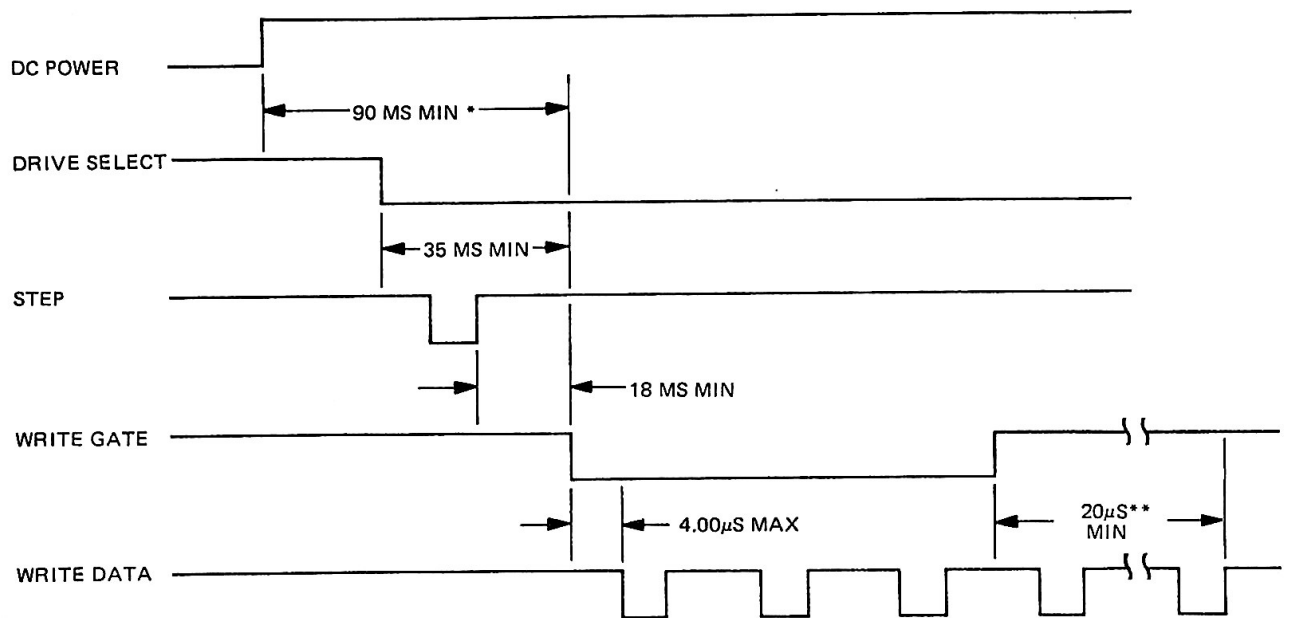 DC POWER
90 MS MIN *
DRIVE SELECT
35 MS MIN
STEP
18 MS MIN
WRITE GATE
4.00µS MAX
20µS**
MIN
WRITE DATA